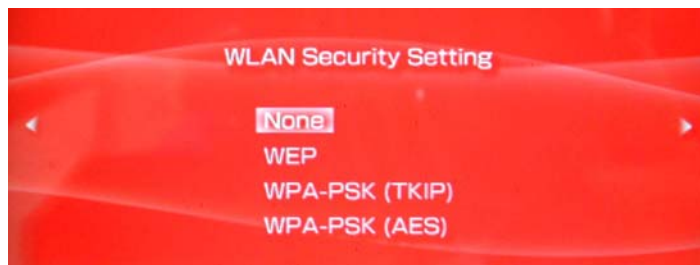 WLAN Security Setting
None
WEP
WPA-PSK (TKIP)
WPA-PSK (AES)